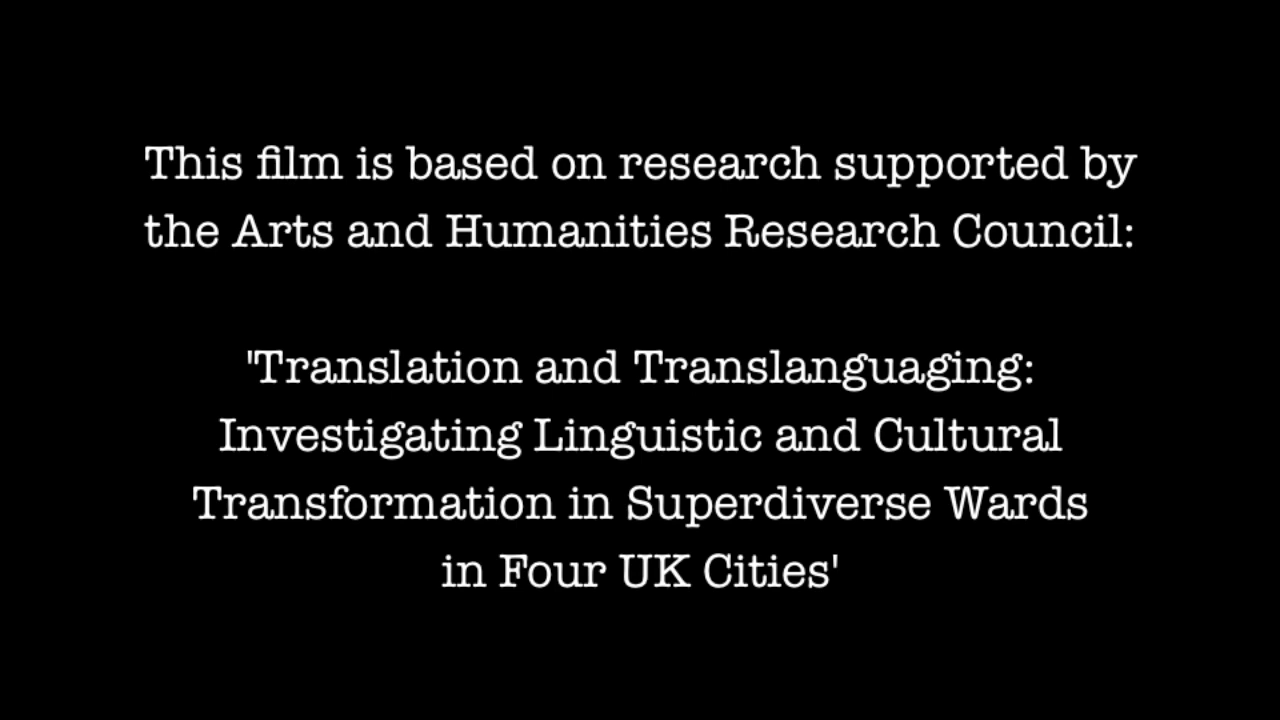 This film is based on research supported by
the Arts and Humanities Research Council:
'Translation and Translanguaging:
Investigating Linguistic and Cultural
Transformation in Superdiverse Wards
in Four UK Cities'